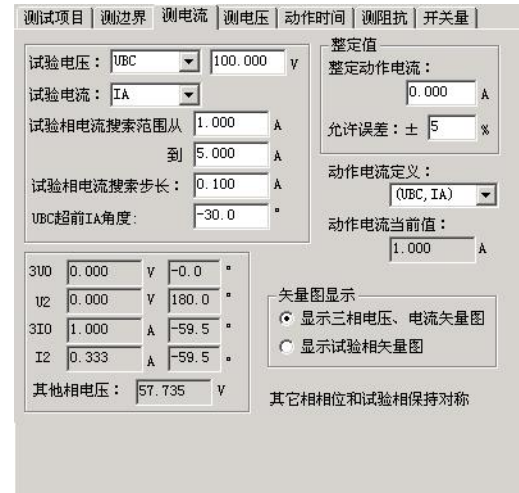 测试项目 测边界 测电流 测电压 动作时间 测阻抗 开关量
试验电压： UBC 100.000 V
试验电流： IA
试验相电流搜索范围从 1.000 A
到 5.000 A
试验相电流搜索步长： 0.100 A
UBC超前IA角度: -30.0 °
整定值
整定动作电流：
0.000 A
允许误差：± 5 %
动作电流定义：
(UBC,IA)
动作电流当前值：
1.000 A
3U0 0.000 V -0.0 °
U2 0.000 V 180.0 °
3I0 1.000 A -59.5 °
I2 0.333 A -59.5 °
其他相电压： 57.735 V
矢量图显示
显示三相电压、电流矢量图
显示试验相矢量图
其它相相位和试验相保持对称